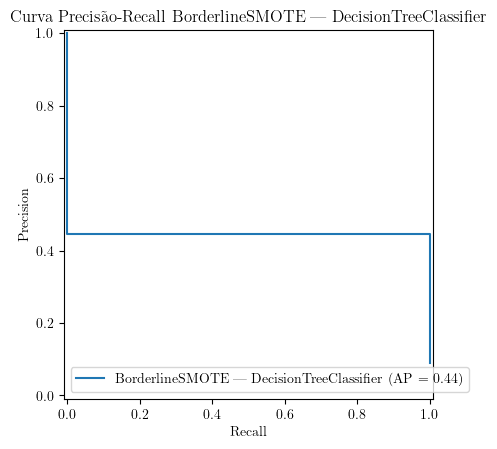 Curva Precisão-Recall BorderlineSMOTE — DecisionTreeClassifier
1.0
0.8
0.6
0.4
0.2
0.0
Precision
BorderlineSMOTE — DecisionTreeClassifier (AP = 0.44)
0.0 0.2 0.4 0.6 0.8 1.0
Recall